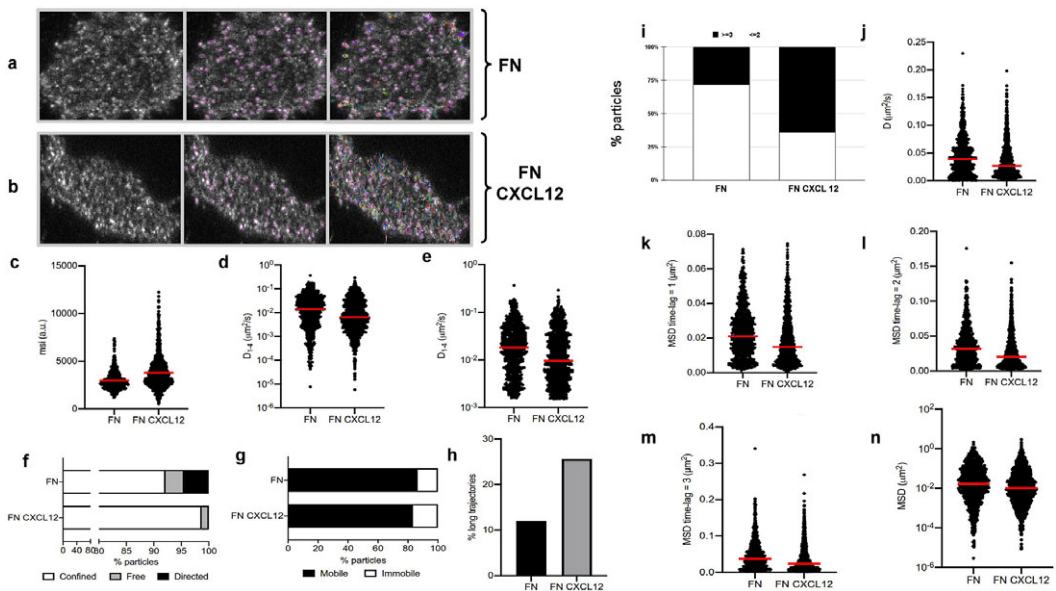 a
FN
b
FN
CXCL12
c
msi (a.u.)
15000
10000
5000
0
FN
FN CXCL12
d
D1-4 (μm²/s)
10⁰
10⁻¹
10⁻²
10⁻³
10⁻⁴
10⁻⁵
10⁻⁶
FN
FN CXCL12
e
D1-4 (μm²/s)
10⁰
10⁻¹
10⁻²
10⁻³
FN
FN CXCL12
f
FN
FN CXCL12
0 40 80 80 85 90 95 100
% particles
Confined Free Directed
g
FN
FN CXCL12
0 20 40 60 80 100
% particles
Mobile Immobile
h
% long trajectories
30
20
10
0
FN
FN CXCL12
i
>=3 <=2
% particles
100%
75%
50%
25%
0%
FN
FN CXCL 12
j
D (μm²/s)
0.25
0.20
0.15
0.10
0.05
0.00
FN
FN CXCL12
k
MSD time-lag = 1 (μm²)
0.08
0.06
0.04
0.02
0.00
FN
FN CXCL12
l
MSD time-lag = 2 (μm²)
0.20
0.15
0.10
0.05
0.00
FN
FN CXCL12
m
MSD time-lag = 3 (μm²)
0.4
0.3
0.2
0.1
0.0
FN
FN CXCL12
n
MSD (μm²)
10²
10⁰
10⁻²
10⁻⁴
10⁻⁶
FN
FN CXCL12